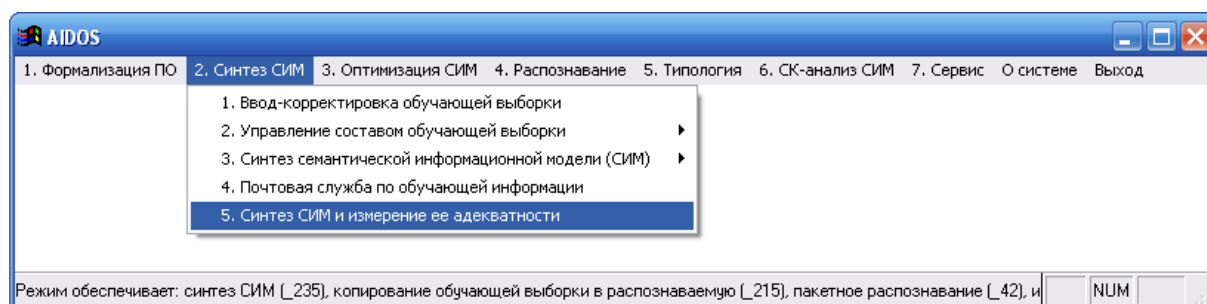 AIDOS
1. Формализация ПО 2. Синтез СИМ 3. Оптимизация СИМ 4. Распознавание 5. Типология 6. СК-анализ СИМ 7. Сервис О системе Выход
1. Ввод-корректировка обучающей выборки
2. Управление составом обучающей выборки
3. Синтез семантической информационной модели (СИМ)
4. Почтовая служба по обучающей информации
5. Синтез СИМ и измерение ее адекватности
Режим обеспечивает: синтез СИМ (_235), копирование обучающей выборки в распознаваемую (_215), пакетное распознавание (_42), и NUM